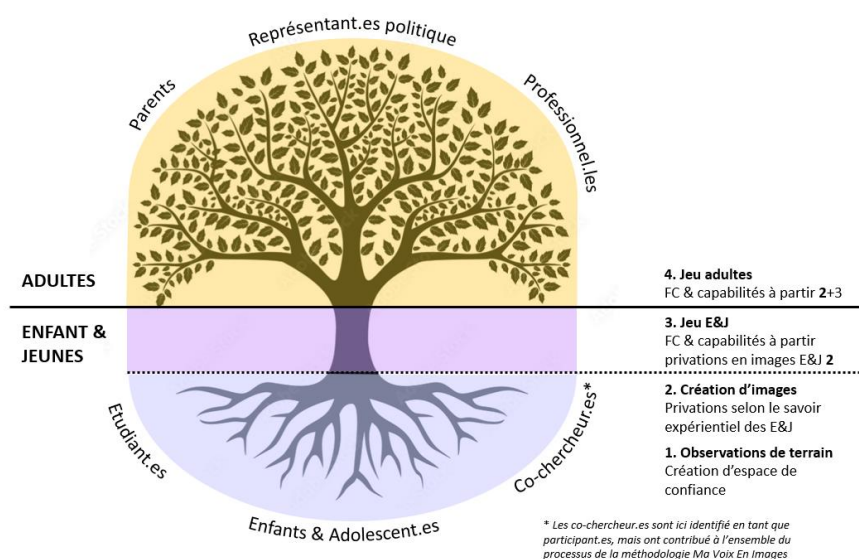 Représentant.es politique
Parents
Professionnel.les
ADULTES
4. Jeu adultes
FC & capabilités à partir 2+3
ENFANT &
JEUNES
3. Jeu E&J
FC & capabilités à partir
privations en images E&J 2
2. Création d'images
Privations selon le savoir
expérientiel des E&J
1. Observations de terrain
Création d'espace de
confiance
Etudiant.es
Co-chercheur.es*
Enfants & Adolescent.es
* Les co-chercheur.es sont ici identifié en tant que
participant.es, mais ont contribué à l'ensemble du
processus de la méthodologie Ma Voix En Images